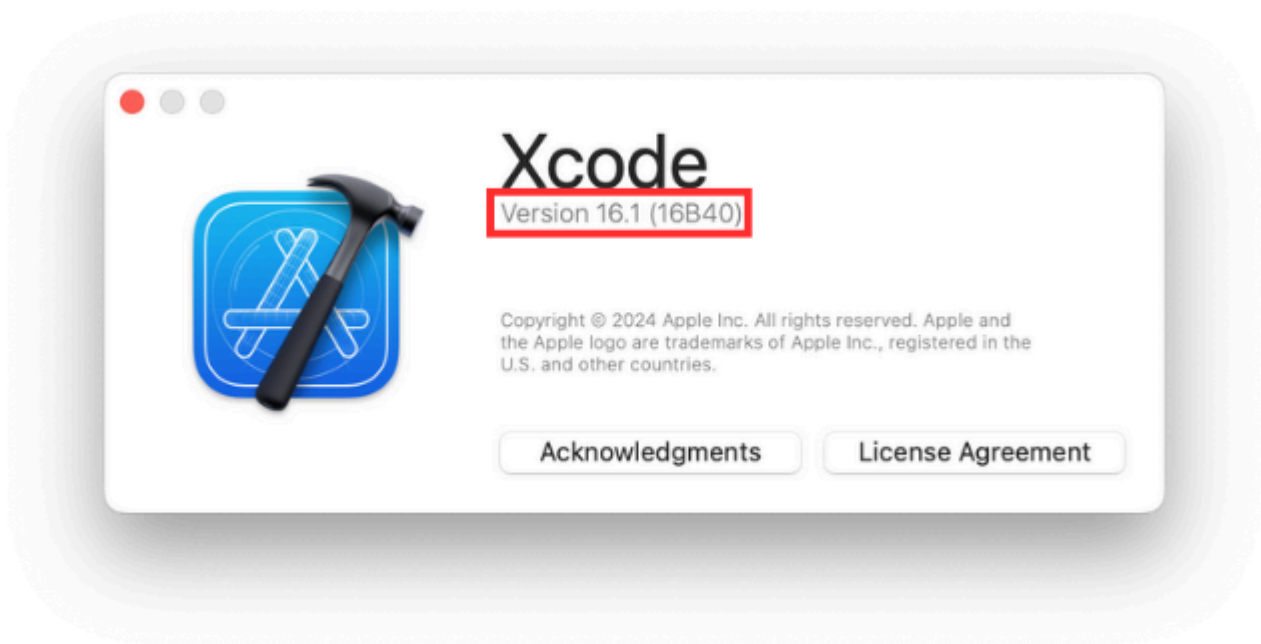 Xcode
Version 16.1 (16B40)
Copyright © 2024 Apple Inc. All rights reserved. Apple and
the Apple logo are trademarks of Apple Inc., registered in the
U.S. and other countries.
Acknowledgments
License Agreement